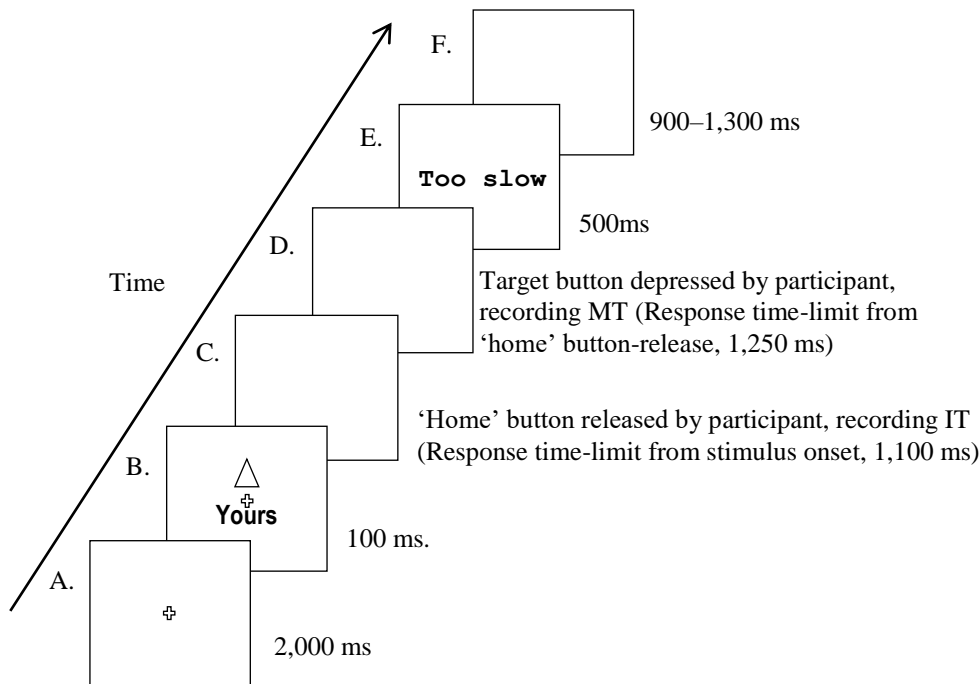 F.
900–1,300 ms
E.
Too slow
500ms
D.
Time
Target button depressed by participant,
recording MT (Response time-limit from
‘home’ button-release, 1,250 ms)
C.
‘Home’ button released by participant, recording IT
(Response time-limit from stimulus onset, 1,100 ms)
B.
Yours
100 ms.
A.
2,000 ms